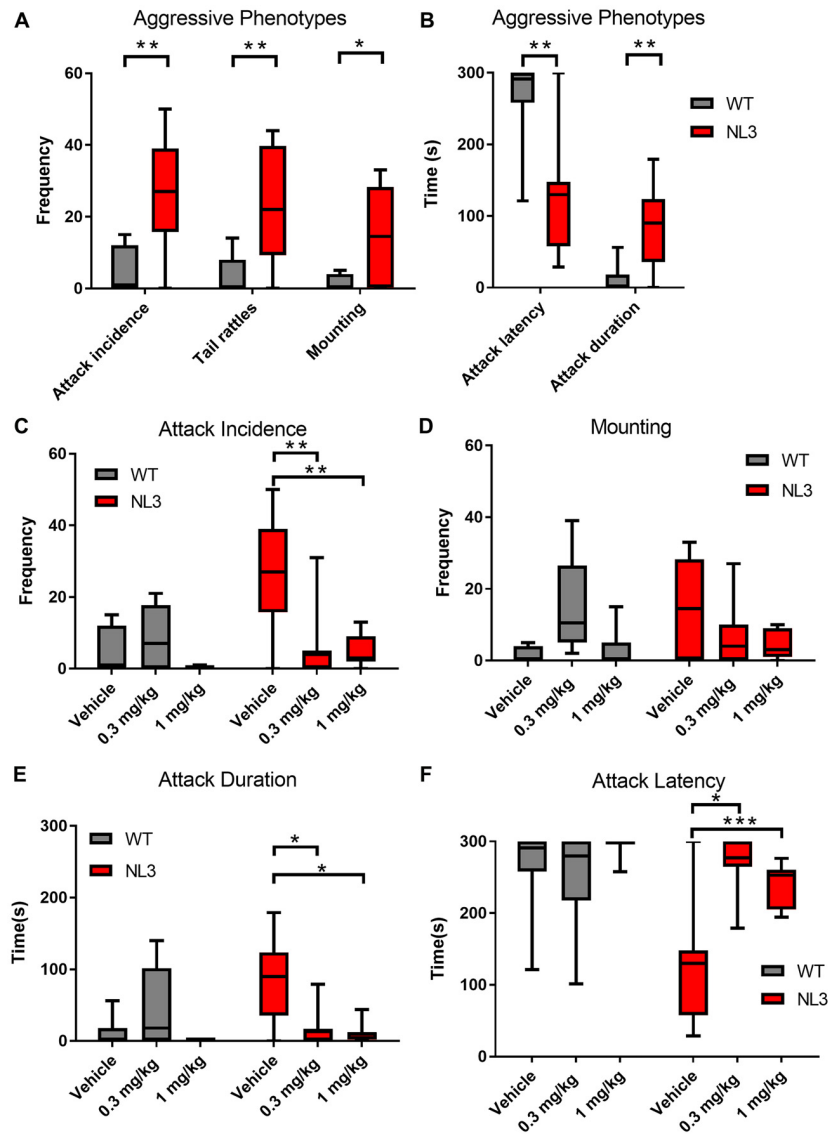 A
Aggressive Phenotypes
** ** *
60
40
20
0
Frequency
Attack incidence
Tail rattles
Mounting
B
Aggressive Phenotypes
** **
300
200
100
0
Time (s)
Attack latency
Attack duration
WT
NL3
C
Attack Incidence
WT
NL3
**
**
60
40
20
0
Frequency
Vehicle
0.3 mg/kg
1 mg/kg
Vehicle
0.3 mg/kg
1 mg/kg
D
Mounting
WT
NL3
60
40
20
0
Frequency
Vehicle
0.3 mg/kg
1 mg/kg
Vehicle
0.3 mg/kg
1 mg/kg
E
Attack Duration
WT
NL3
*
*
300
200
100
0
Time(s)
Vehicle
0.3 mg/kg
1 mg/kg
Vehicle
0.3 mg/kg
1 mg/kg
F
Attack Latency
*
***
300
200
100
0
Time(s)
WT
NL3
Vehicle
0.3 mg/kg
1 mg/kg
Vehicle
0.3 mg/kg
1 mg/kg